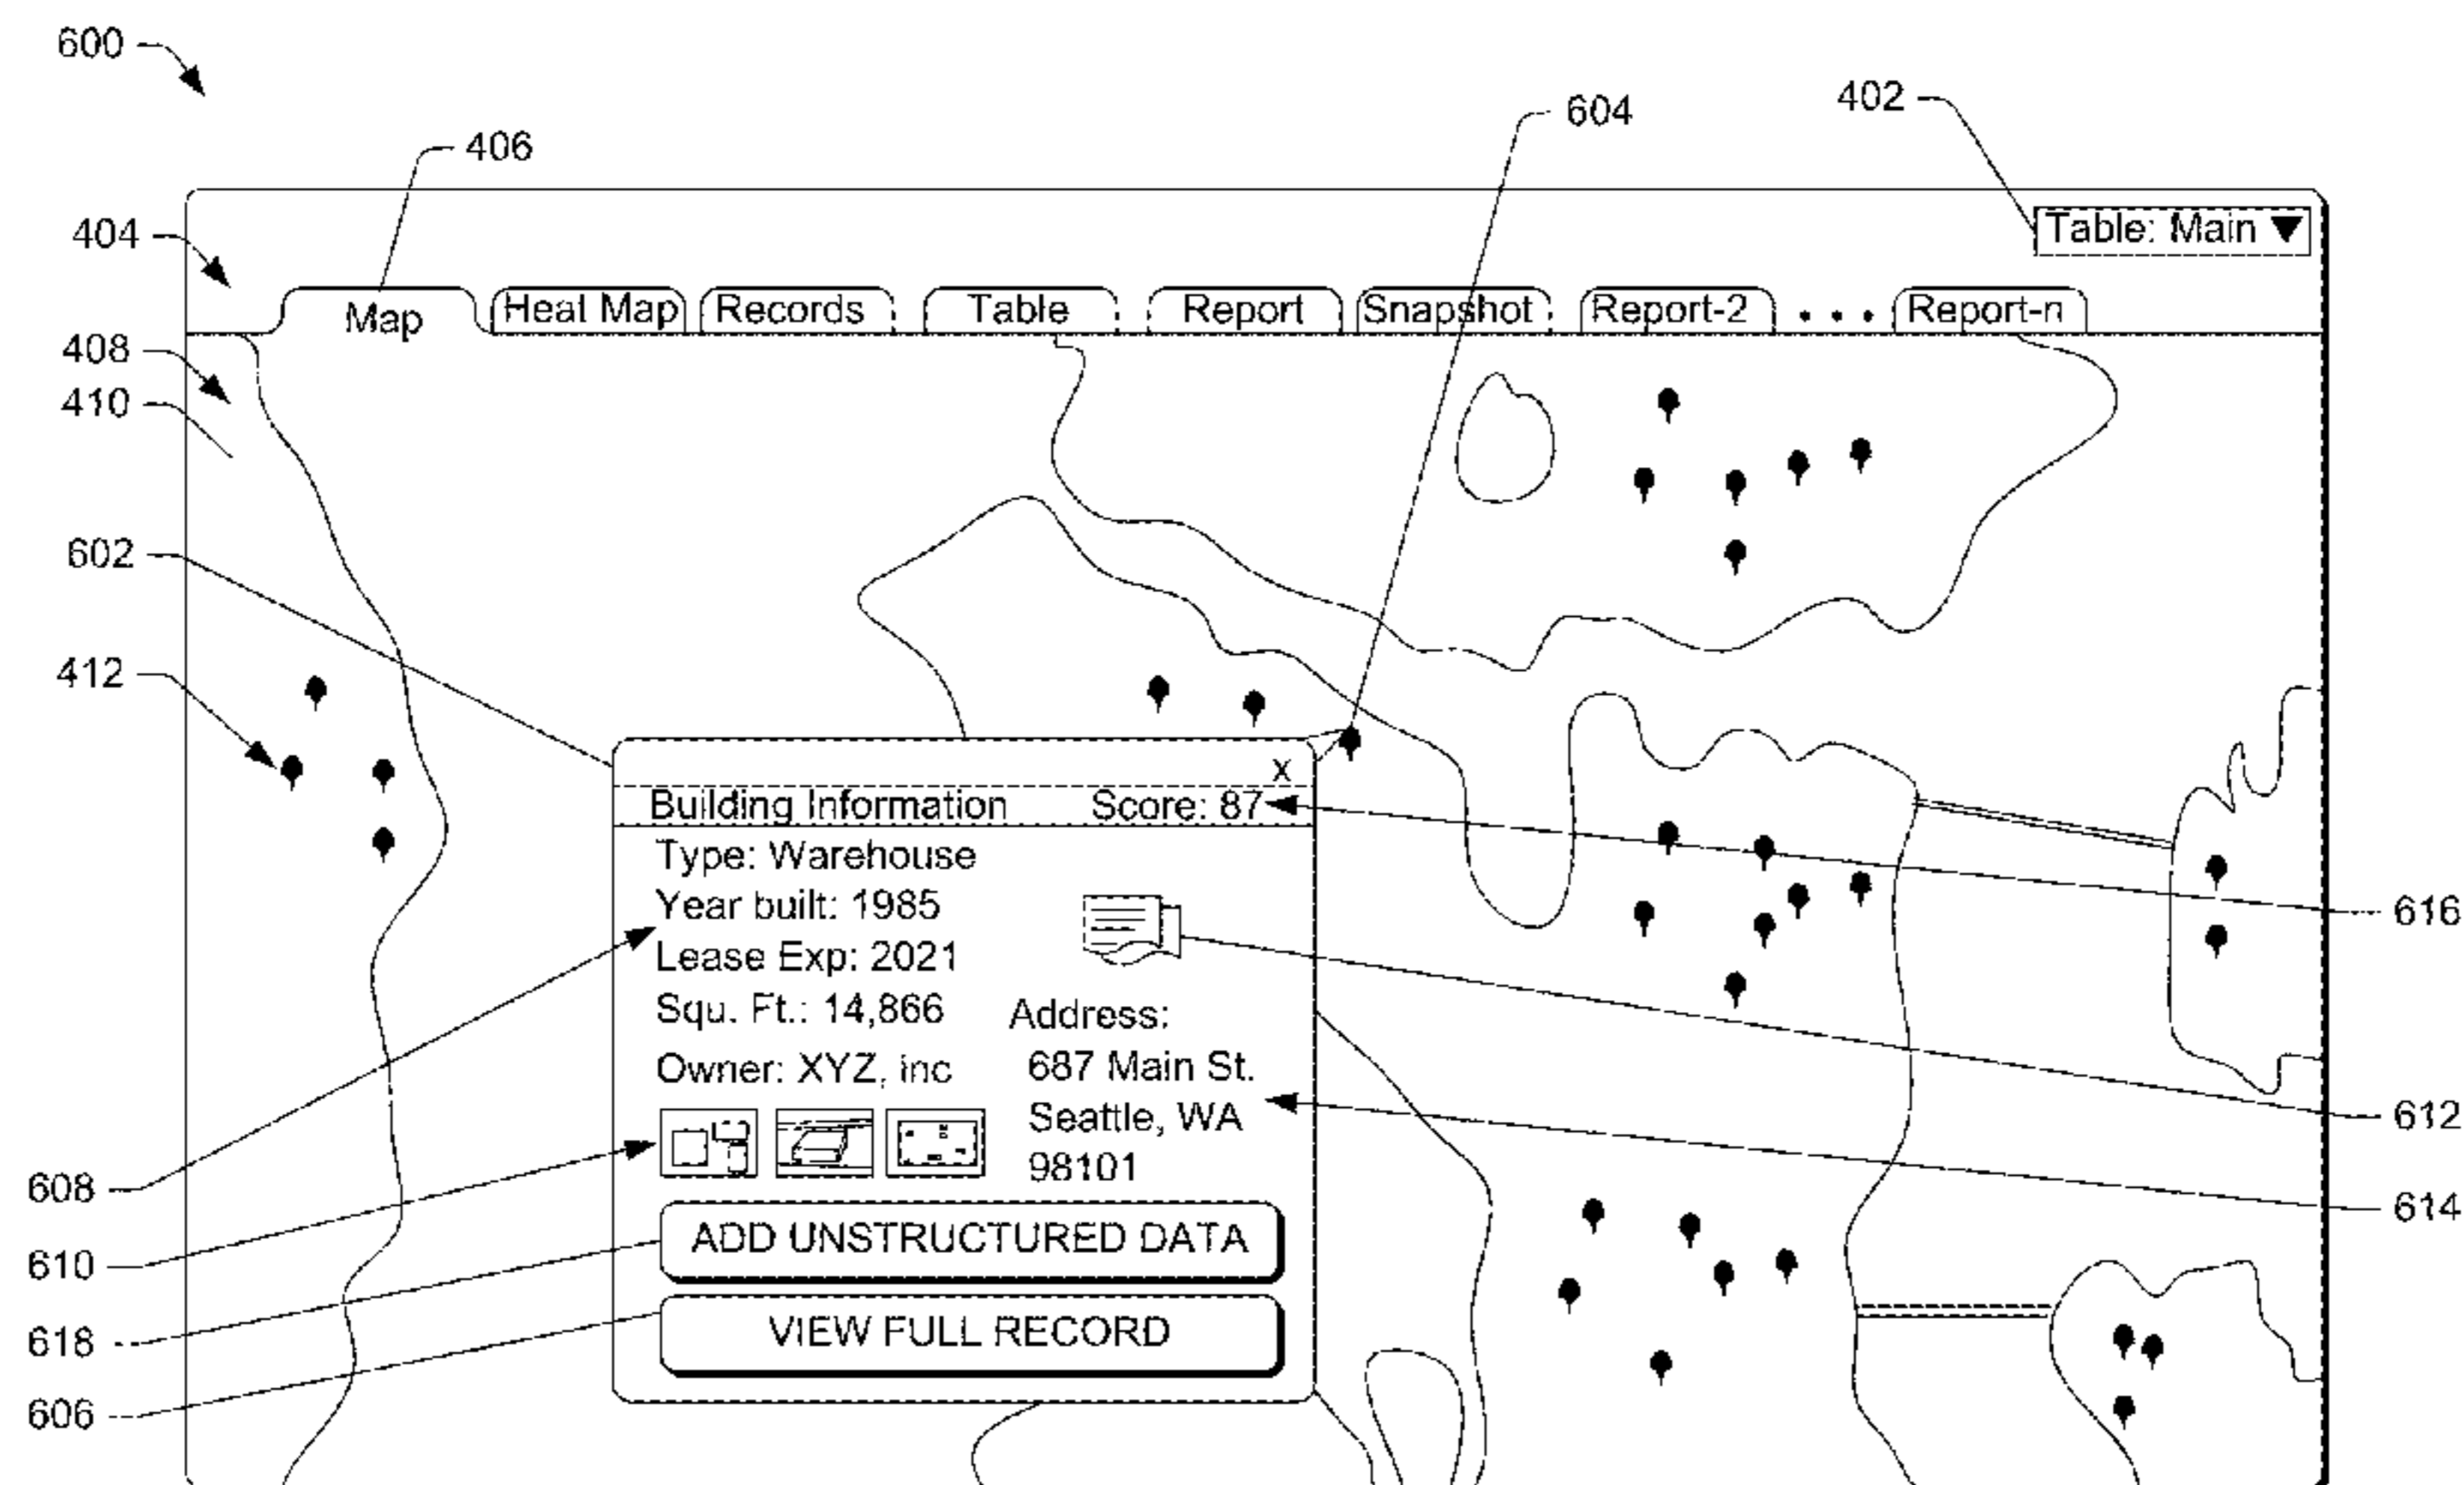 600
604
402
406
404
Table: Main ▼
Map
Heat Map
Records
Table
Report
Snapshot
Report-2
• • •
Report-n
408
410
602
412
x
Building Information
Score: 87
Type: Warehouse
Year built: 1985
Lease Exp: 2021
Squ. Ft.: 14,866
Owner: XYZ, inc
Address:
687 Main St.
Seattle, WA
98101
616
612
614
608
610
618
606
ADD UNSTRUCTURED DATA
VIEW FULL RECORD